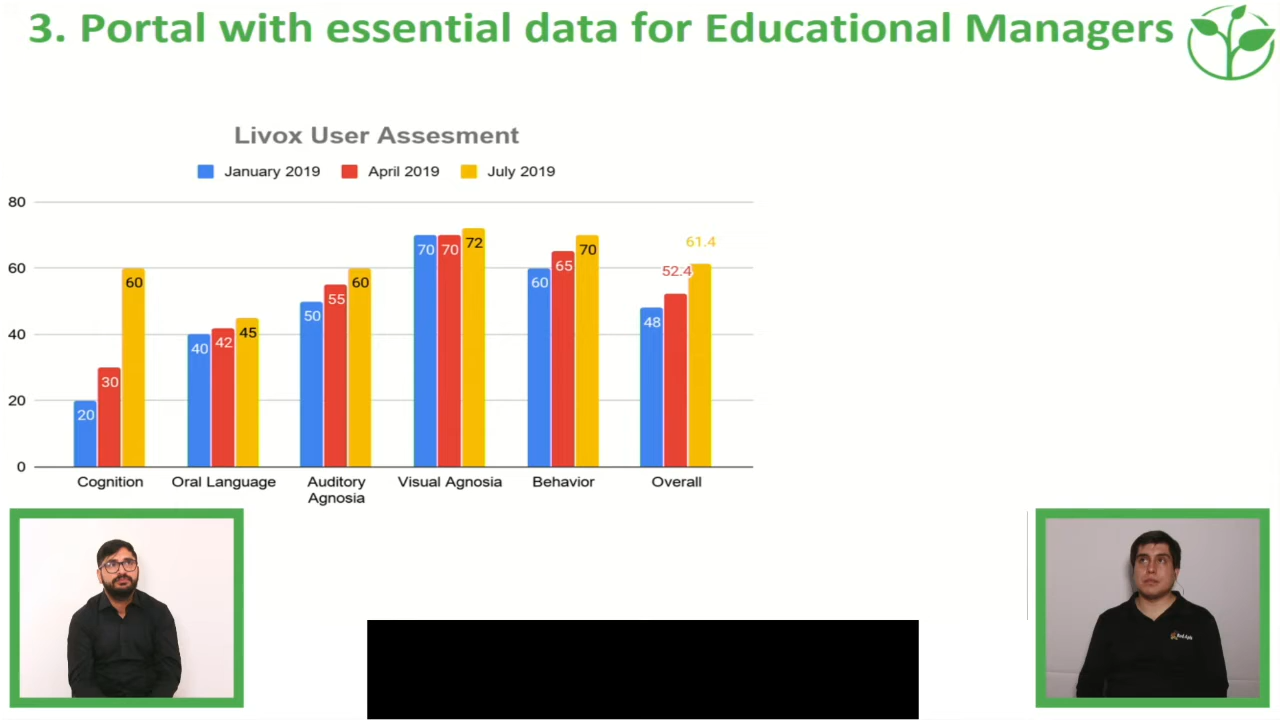 3. Portal with essential data for Educational Managers
Livox User Assesment
January 2019 April 2019 July 2019
80
60
40
20
0
20 30 60
40 42 45
50 55 60
70 70 72
60 65 70
48 52.4 61.4
Cognition Oral Language Auditory Agnosia Visual Agnosia Behavior Overall